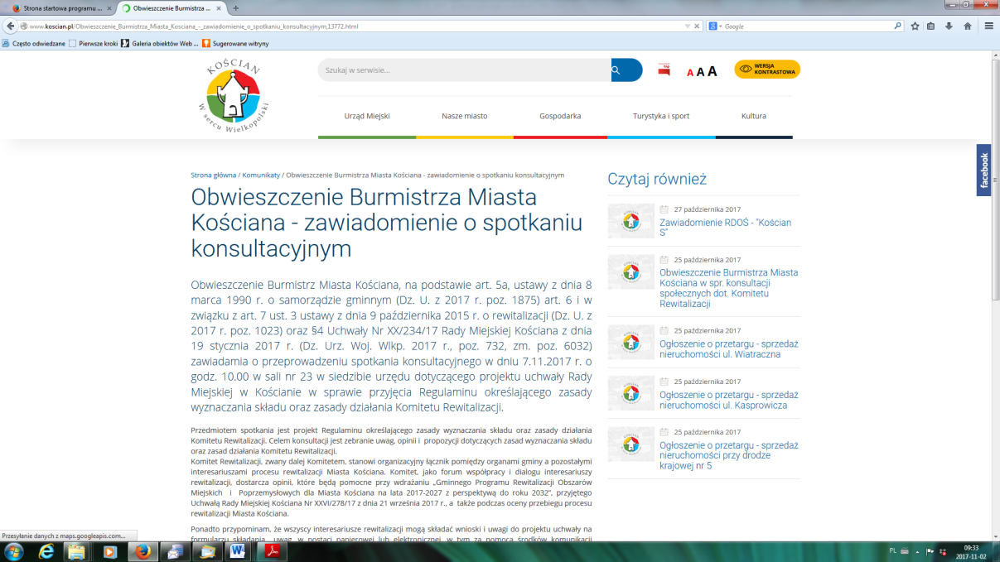 Strona startowa programu ...
Obwieszczenie Burmistrza ...
www.koscian.pl/Obwieszczenie_Burmistrza_Miasta_Kosciana_-_zawiadomienie_o_spotkaniu_konsultacyjnym,13772.html
Google
Często odwiedzane
Pierwsze kroki
Galeria obiektów Web ...
Sugerowane witryny
KOŚCIAN
W sercu Wielkopolski
Szukaj w serwisie...
A A A
WERSJA
KONTRASTOWA
Urząd Miejski
Nasze miasto
Gospodarka
Turystyka i sport
Kultura
facebook
Strona główna / Komunikaty / Obwieszczenie Burmistrza Miasta Kościana - zawiadomienie o spotkaniu konsultacyjnym
Obwieszczenie Burmistrza Miasta
Kościana - zawiadomienie o spotkaniu
konsultacyjnym
Obwieszczenie Burmistrz Miasta Kościana, na podstawie art. 5a, ustawy z dnia 8
marca 1990 r. o samorządzie gminnym (Dz. U. z 2017 r. poz. 1875) art. 6 i w
związku z art. 7 ust. 3 ustawy z dnia 9 października 2015 r. o rewitalizacji (Dz. U. z
2017 r. poz. 1023) oraz §4 Uchwały Nr XX/234/17 Rady Miejskiej Kościana z dnia
19 stycznia 2017 r. (Dz. Urz. Woj. Wlkp. 2017 r., poz. 732, zm. poz. 6032)
zawiadamia o przeprowadzeniu spotkania konsultacyjnego w dniu 7.11.2017 r. o
godz. 10.00 w sali nr 23 w siedzibie urzędu dotyczącego projektu uchwały Rady
Miejskiej w Kościanie w sprawie przyjęcia Regulaminu określającego zasady
wyznaczania składu oraz zasady działania Komitetu Rewitalizacji.
Przedmiotem spotkania jest projekt Regulaminu określającego zasady wyznaczania składu oraz zasady działania
Komitetu Rewitalizacji. Celem konsultacji jest zebranie uwag, opinii i propozycji dotyczących zasad wyznaczania składu
oraz zasad działania Komitetu Rewitalizacji.
Komitet Rewitalizacji, zwany dalej Komitetem, stanowi organizacyjny łącznik pomiędzy organami gminy a pozostałymi
interesariuszami procesu rewitalizacji Miasta Kościana. Komitet, jako forum współpracy i dialogu interesariuszy
rewitalizacji, dostarcza opinii, które będą pomocne przy wdrażaniu „Gminnego Programu Rewitalizacji Obszarów
Miejskich i Poprzemysłowych dla Miasta Kościana na lata 2017-2027 z perspektywą do roku 2032”, przyjętego
Uchwałą Rady Miejskiej Kościana Nr XXVI/278/17 z dnia 21 września 2017 r., a także podczas oceny przebiegu procesu
rewitalizacji Miasta Kościana.
Ponadto przypominam, że wszyscy interesariusze rewitalizacji mogą składać wnioski i uwagi do projektu uchwały na
formularzu składania uwag, w postaci papierowej lub elektronicznej, w tym za pomocą środków komunikacji
Czytaj również
27 października 2017
Zawiadomienie RDOŚ - "Kościan
S"
25 października 2017
Obwieszczenie Burmistrza Miasta
Kościana w spr. konsultacji
społecznych dot. Komitetu
Rewitalizacji
25 października 2017
Ogłoszenie o przetargu - sprzedaż
nieruchomości ul. Wiatraczna
25 października 2017
Ogłoszenie o przetargu - sprzedaż
nieruchomości ul. Kasprowicza
25 października 2017
Ogłoszenie o przetargu - sprzedaż
nieruchomości przy drodze
krajowej nr 5
Przesyłanie danych z maps.googleapis.com...
PL
09:33
2017-11-02